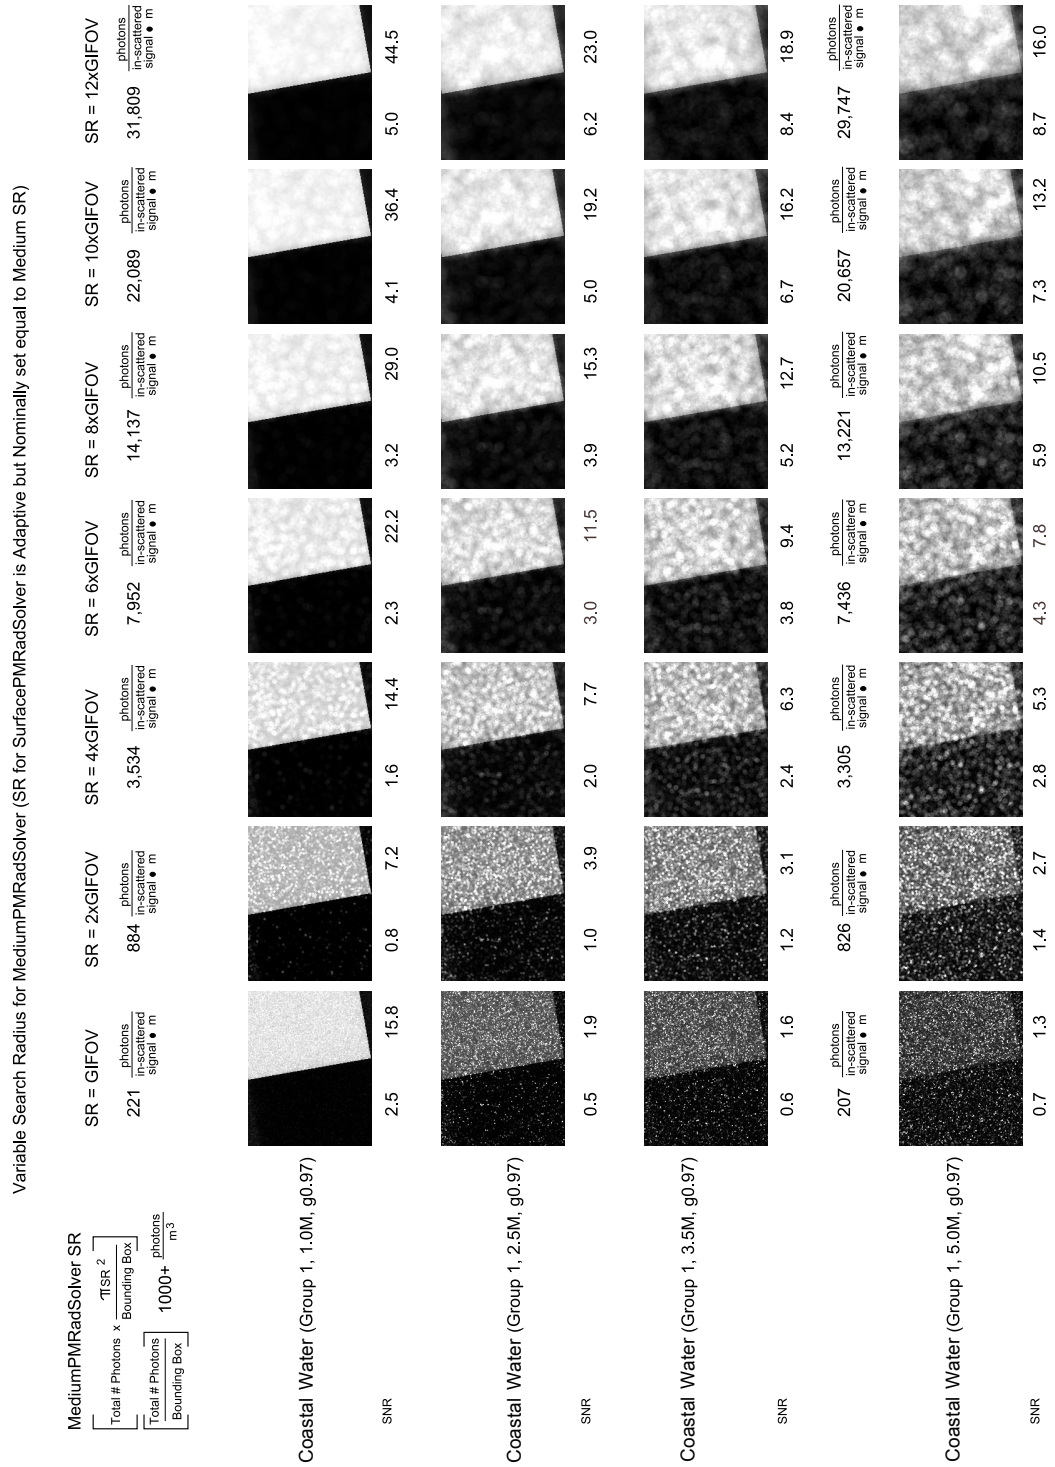 Variable Search Radius for MediumPMRadSolver (SR for SurfacePMRadSolver is Adaptive but Nominally set equal to Medium SR)
MediumPMRadSolver SR
SR = GIFOV
SR = 2xGIFOV
SR = 4xGIFOV
SR = 6xGIFOV
SR = 8xGIFOV
SR = 10xGIFOV
SR = 12xGIFOV
Total # Photons x πSR 2
Bounding Box
221 photons
in-scattered
signal • m
884 photons
in-scattered
signal • m
3,534 photons
in-scattered
signal • m
7,952 photons
in-scattered
signal • m
14,137 photons
in-scattered
signal • m
22,089 photons
in-scattered
signal • m
31,809 photons
in-scattered
signal • m
Total # Photons
Bounding Box
1000+ photons
m 3
Coastal Water (Group 1, 1.0M, g0.97)
SNR 2.5 15.8 0.8 7.2 1.6 14.4 2.3 22.2 3.2 29.0 4.1 36.4 5.0 44.5
Coastal Water (Group 1, 2.5M, g0.97)
SNR 0.5 1.9 1.0 3.9 2.0 7.7 3.0 11.5 3.9 15.3 5.0 19.2 6.2 23.0
Coastal Water (Group 1, 3.5M, g0.97)
SNR 0.6 1.6 1.2 3.1 2.4 6.3 3.8 9.4 5.2 12.7 6.7 16.2 8.4 18.9
207 photons
in-scattered
signal • m
826 photons
in-scattered
signal • m
3,305 photons
in-scattered
signal • m
7,436 photons
in-scattered
signal • m
13,221 photons
in-scattered
signal • m
20,657 photons
in-scattered
signal • m
29,747 photons
in-scattered
signal • m
Coastal Water (Group 1, 5.0M, g0.97)
SNR 0.7 1.3 1.4 2.7 2.8 5.3 4.3 7.8 5.9 10.5 7.3 13.2 8.7 16.0